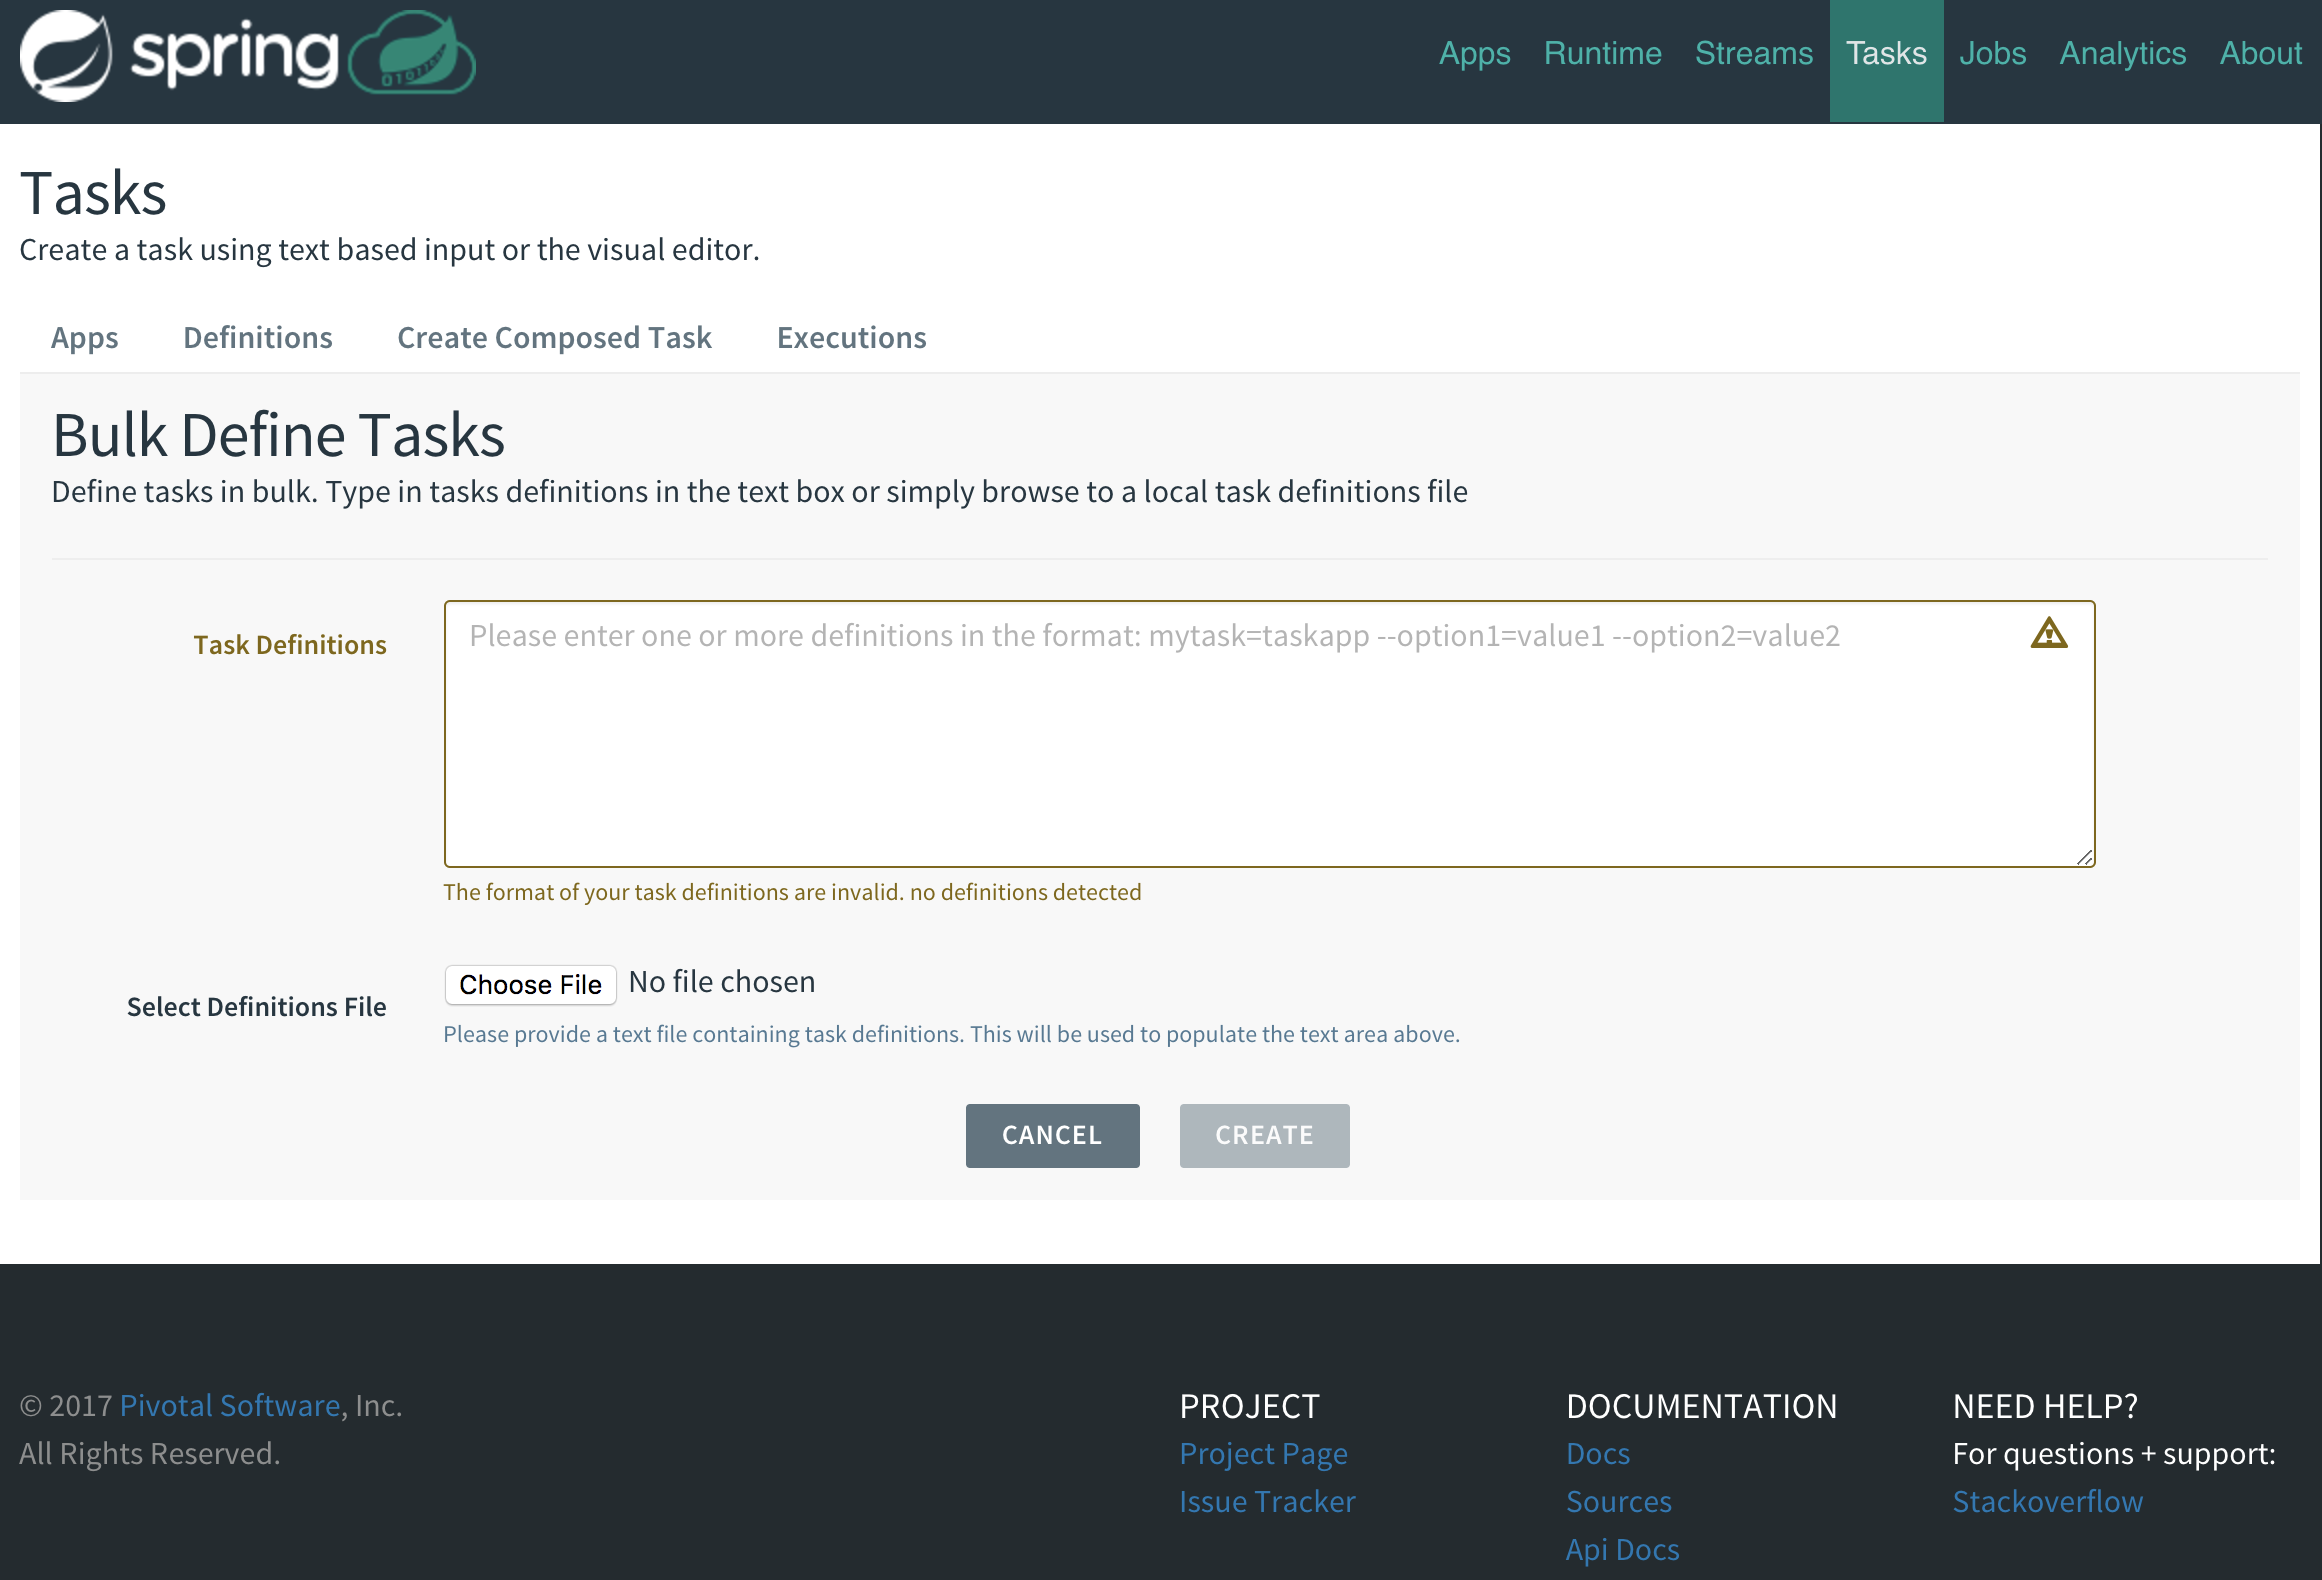 spring
Apps Runtime Streams Tasks Jobs Analytics About
Tasks
Create a task using text based input or the visual editor.
Apps Definitions Create Composed Task Executions
Bulk Define Tasks
Define tasks in bulk. Type in tasks definitions in the text box or simply browse to a local task definitions file
Task Definitions
Please enter one or more definitions in the format: mytask=taskapp --option1=value1 --option2=value2
The format of your task definitions are invalid. no definitions detected
Select Definitions File
Choose File No file chosen
Please provide a text file containing task definitions. This will be used to populate the text area above.
CANCEL CREATE
© 2017 Pivotal Software, Inc.
All Rights Reserved.
PROJECT
Project Page
Issue Tracker
DOCUMENTATION
Docs
Sources
Api Docs
NEED HELP?
For questions + support:
Stackoverflow